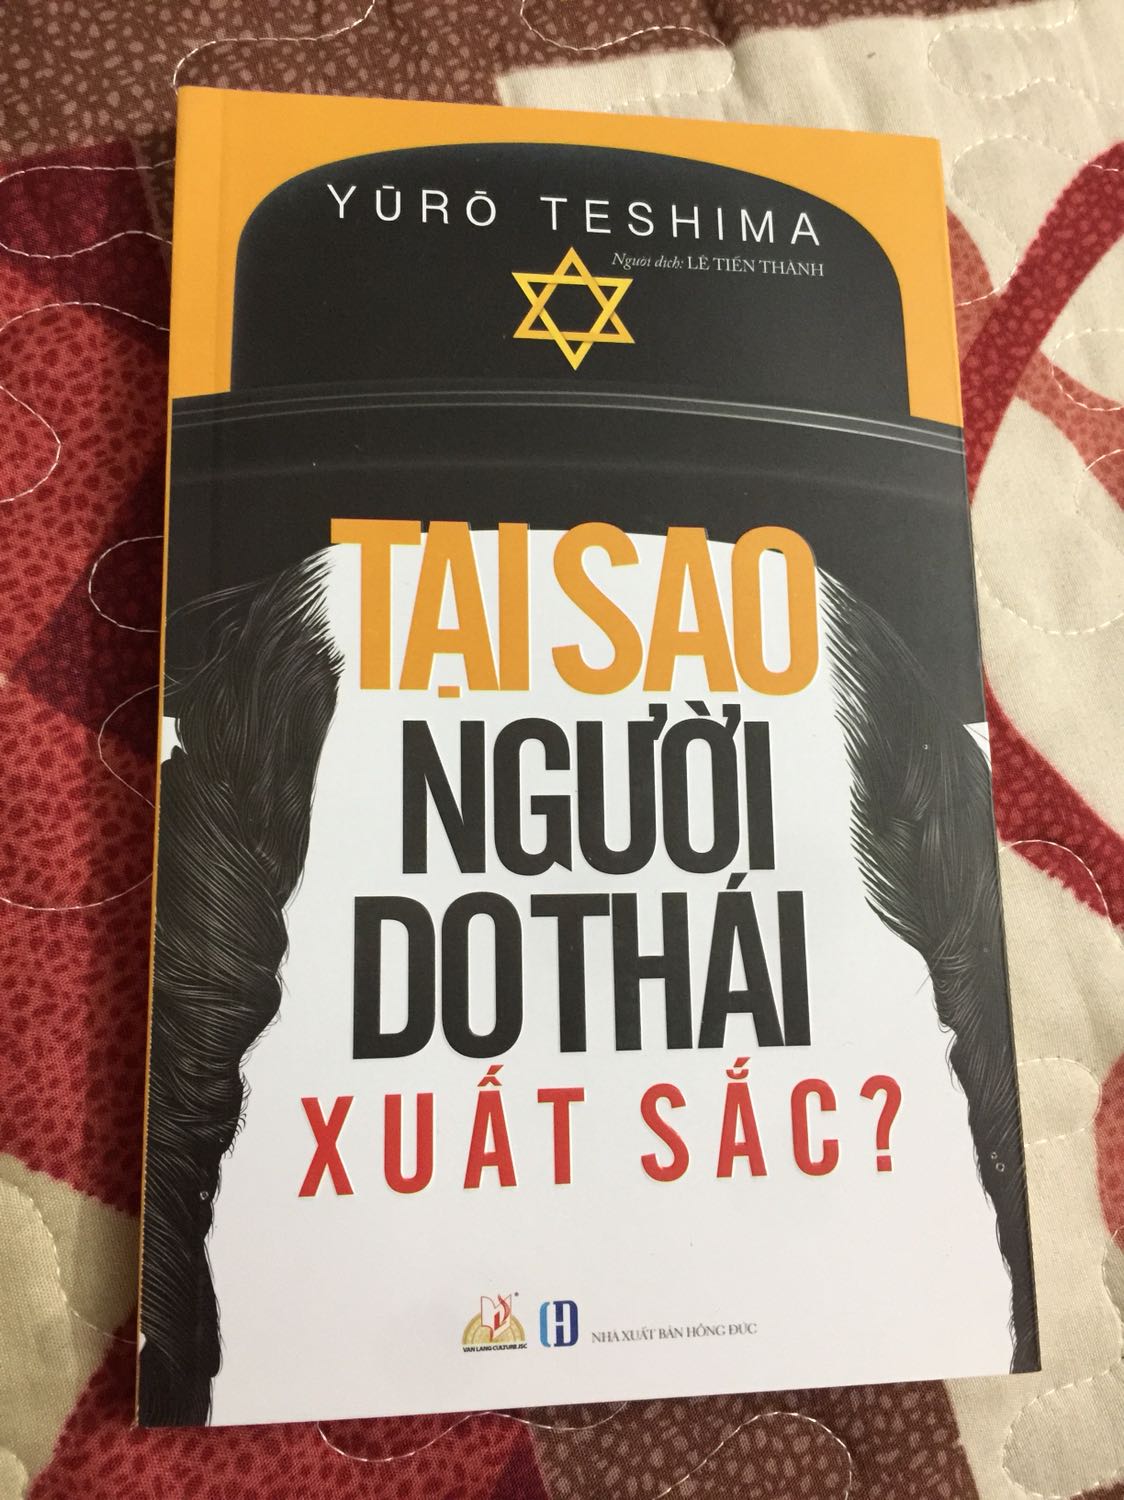 YŪRŌ TESHIMA
Người dịch: LÊ TIẾN THÀNH
TẠI SAO
NGƯỜI
DO THÁI
XUẤT SẮC?
VAN LANG CULTURE JSC
NHÀ XUẤT BẢN HỒNG ĐỨC